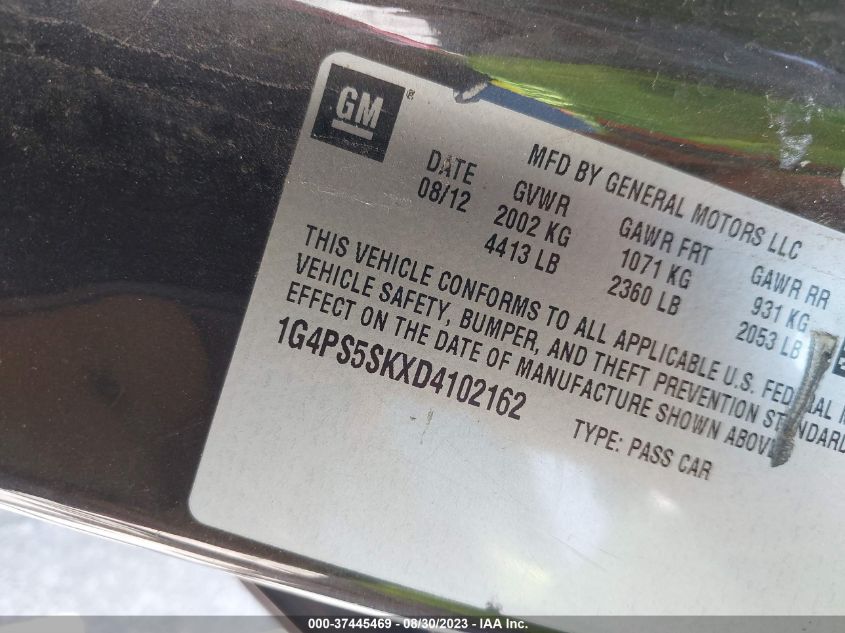 GM ®
MFD BY GENERAL MOTORS LLC
DATE GVWR GAWR FRT GAWR RR
08/12 2002 KG 1071 KG 931 KG
4413 LB 2360 LB 2053 LB
THIS VEHICLE CONFORMS TO ALL APPLICABLE U.S.
VEHICLE SAFETY, BUMPER, AND THEFT PREVENTION
EFFECT ON THE DATE OF MANUFACTURE SHOWN ABOVE
1G4PS5SKXD4102162
TYPE: PASS CAR
000-37445469 - 08/30/2023 - IAA Inc.